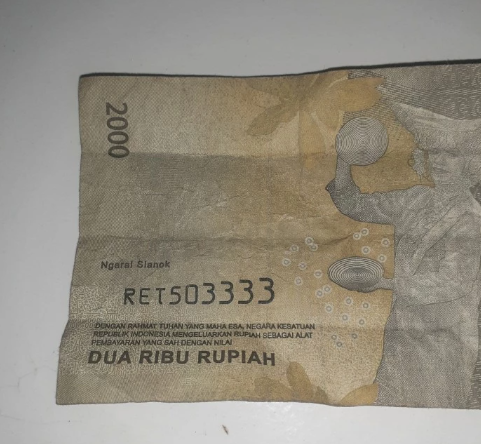 2000
Ngarai Sianok
RET503333
DENGAN RAHMAT TUHAN YANG MAHA ESA, NEGARA KESATUAN
REPUBLIK INDONESIA MENGELUARKAN RUPIAH SEBAGAI ALAT
PEMBAYARAN YANG SAH DENGAN NILAI
DUA RIBU RUPIAH